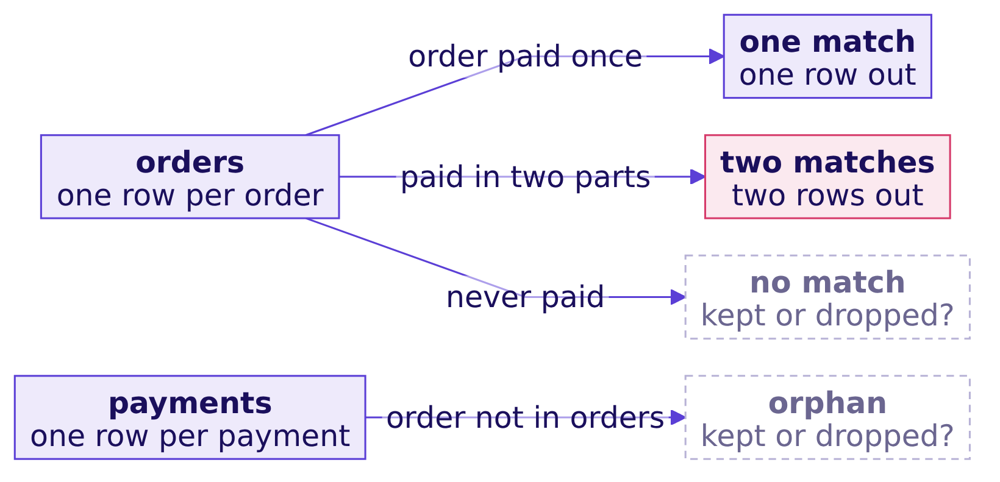 order paid once
one match
one row out
orders
one row per order
paid in two parts
two matches
two rows out
never paid
no match
kept or dropped?
payments
one row per payment
order not in orders
orphan
kept or dropped?